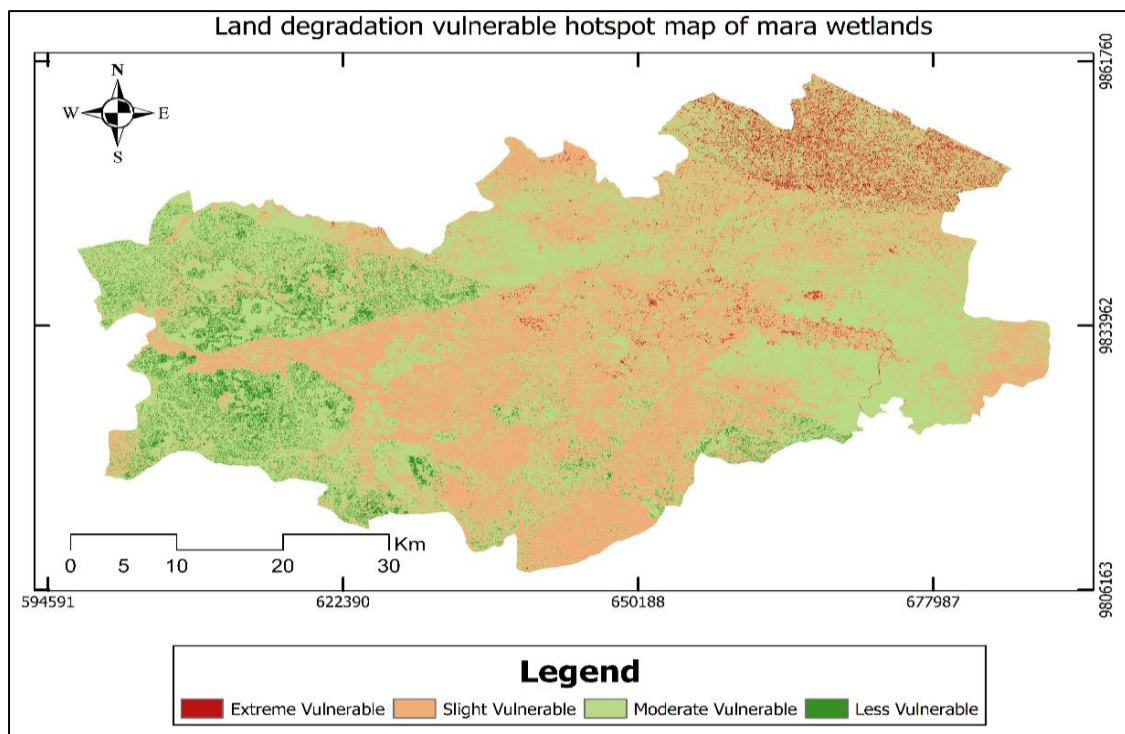 Land degradation vulnerable hotspot map of mara wetlands
N
W E
S
9861760
9833962
9806163
Km
0 5 10 20 30
594591 622390 650188 677987
Legend
Extreme Vulnerable Slight Vulnerable Moderate Vulnerable Less Vulnerable